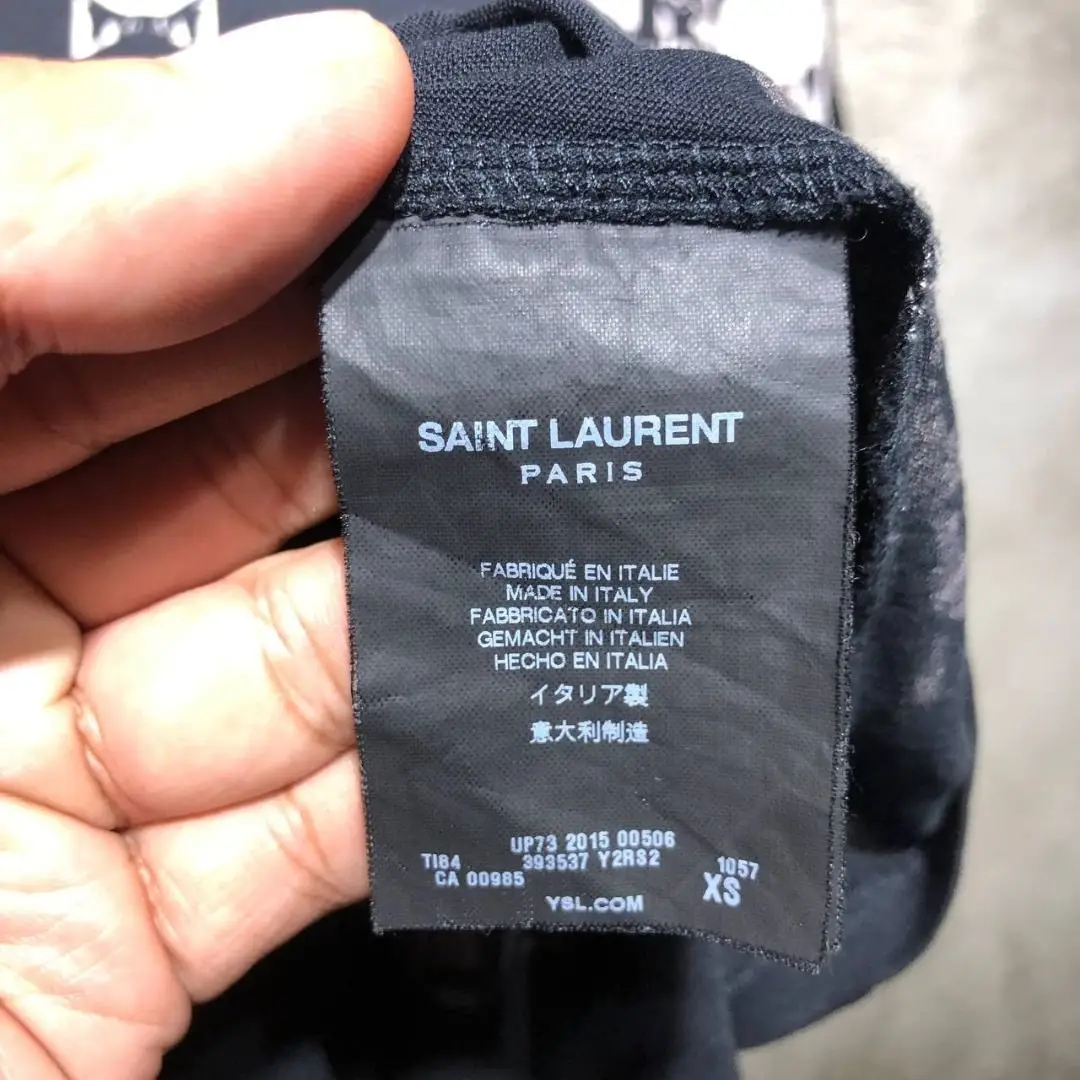 SAINT LAURENT
PARIS
FABRIQUÉ EN ITALIE
MADE IN ITALY
FABBRICATO IN ITALIA
GEMACHT IN ITALIEN
HECHO EN ITALIA
イタリア製
意大利制造
UP73 2015 00506
TI84 393537 Y2RS2 1057
CA 00985 XS
YSL.COM